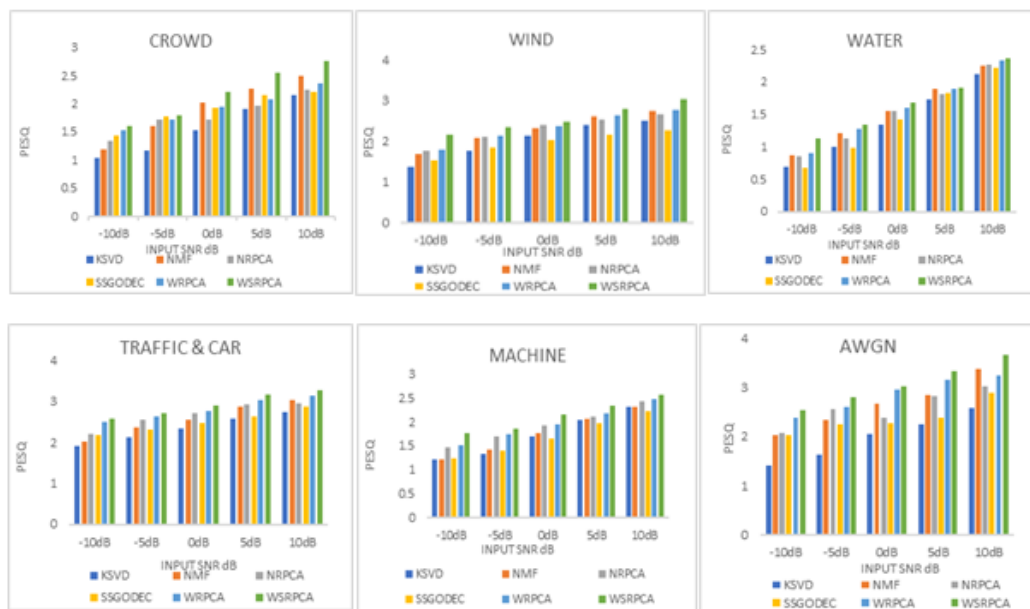 CROWD
3
2.5
2
1.5
1
0.5
0
PESQ
-10dB -5dB 0dB 5dB 10dB
INPUT SNR dB
KSVD NMF NRPCA
SSGODEC WRPCA WSRPCA
WIND
4
3
2
1
0
PESQ
-10dB -5dB 0dB 5dB 10dB
INPUT SNR dB
KSVD NMF NRPCA
SSGODEC WRPCA WSRPCA
WATER
2.5
2
1.5
1
0.5
0
PESQ
-10dB -5dB 0dB 5dB 10dB
INPUT SNR dB
KSVD NMF NRPCA
SSGODEC WRPCA WSRPCA
TRAFFIC & CAR
4
3
2
1
0
PESQ
-10dB -5dB 0dB 5dB 10dB
INPUT SNR dB
KSVD NMF NRPCA
SSGODEC WRPCA WSRPCA
MACHINE
3
2.5
2
1.5
1
0.5
0
PESQ
-10dB -5dB 0dB 5dB 10dB
INPUT SNR dB
KSVD NMF NRPCA
SSGODEC WRPCA WSRPCA
AWGN
4
3
2
1
0
PESQ
-10dB -5dB 0dB 5dB 10dB
INPUT SNR dB
KSVD NMF NRPCA
SSGODEC WRPCA WSRPCA